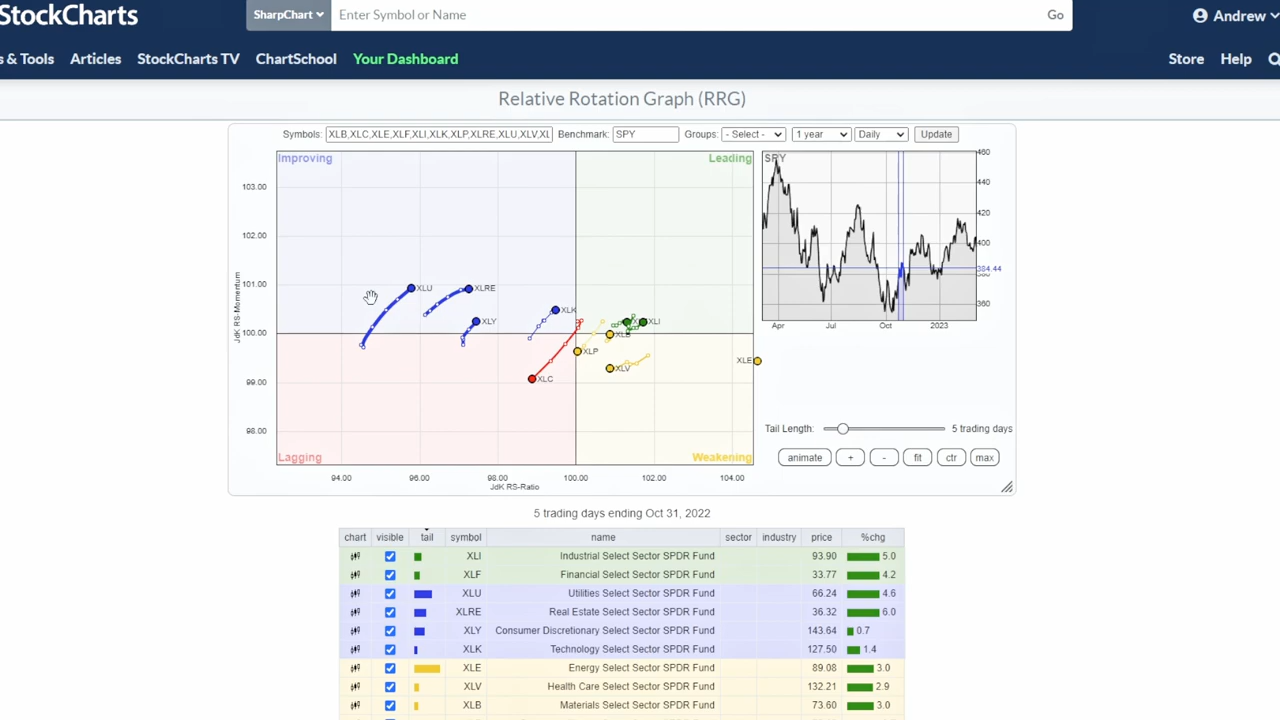 StockCharts
SharpChart
Enter Symbol or Name
Go
Andrew
s & Tools
Articles
StockCharts TV
ChartSchool
Your Dashboard
Store
Help
Relative Rotation Graph (RRG)
Symbols: XLB,XLC,XLE,XLF,XLI,XLK,XLP,XLRE,XLU,XLV,XL
Benchmark: SPY
Groups: - Select -
1 year
Daily
Update
Improving
Leading
103.00
102.00
101.00
100.00
99.00
98.00
JdK RS-Momentum
XLU
XLRE
XLY
XLK
XLI
XLB
XLP
XLC
XLV
XLE
Lagging
Weakening
94.00 96.00 98.00 100.00 102.00 104.00
JdK RS-Ratio
SPY
460
440
420
400
384.44
380
360
Apr Jul Oct 2023
Tail Length: 5 trading days
animate + - fit ctr max
5 trading days ending Oct 31, 2022
chart visible tail symbol name sector industry price %chg
XLI Industrial Select Sector SPDR Fund 93.90 5.0
XLF Financial Select Sector SPDR Fund 33.77 4.2
XLU Utilities Select Sector SPDR Fund 66.24 4.6
XLRE Real Estate Select Sector SPDR Fund 36.32 6.0
XLY Consumer Discretionary Select Sector SPDR Fund 143.64 0.7
XLK Technology Select Sector SPDR Fund 127.50 1.4
XLE Energy Select Sector SPDR Fund 89.08 3.0
XLV Health Care Select Sector SPDR Fund 132.21 2.9
XLB Materials Select Sector SPDR Fund 73.60 3.0